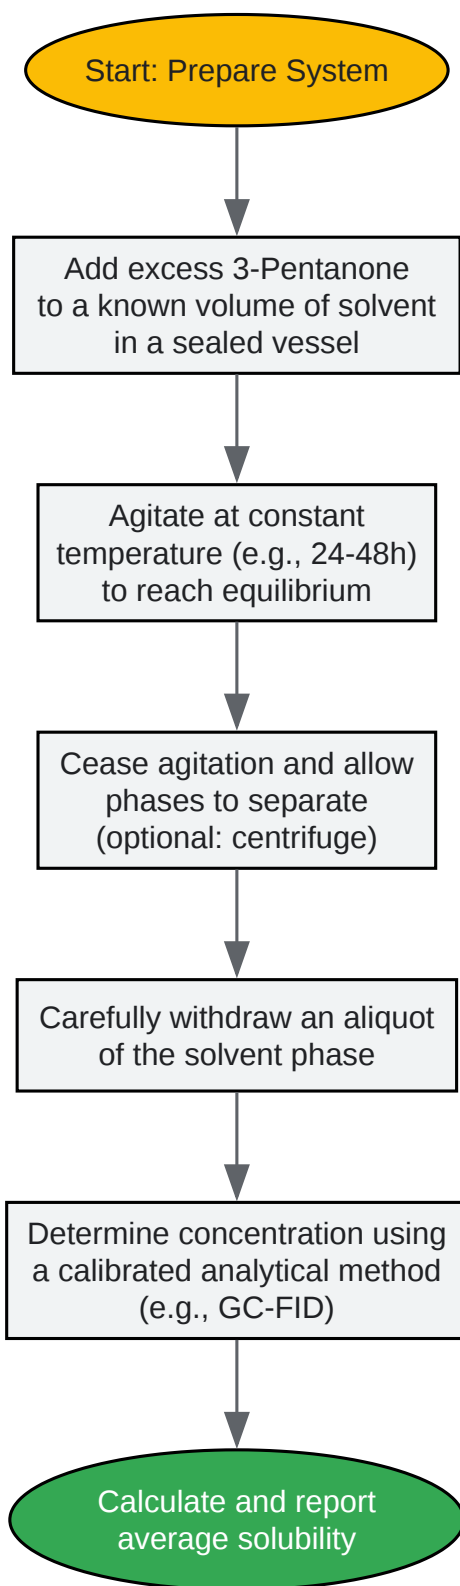 Start: Prepare System
Add excess 3-Pentanone
to a known volume of solvent
in a sealed vessel
Agitate at constant
temperature (e.g., 24-48h)
to reach equilibrium
Cease agitation and allow
phases to separate
(optional: centrifuge)
Carefully withdraw an aliquot
of the solvent phase
Determine concentration using
a calibrated analytical method
(e.g., GC-FID)
Calculate and report
average solubility